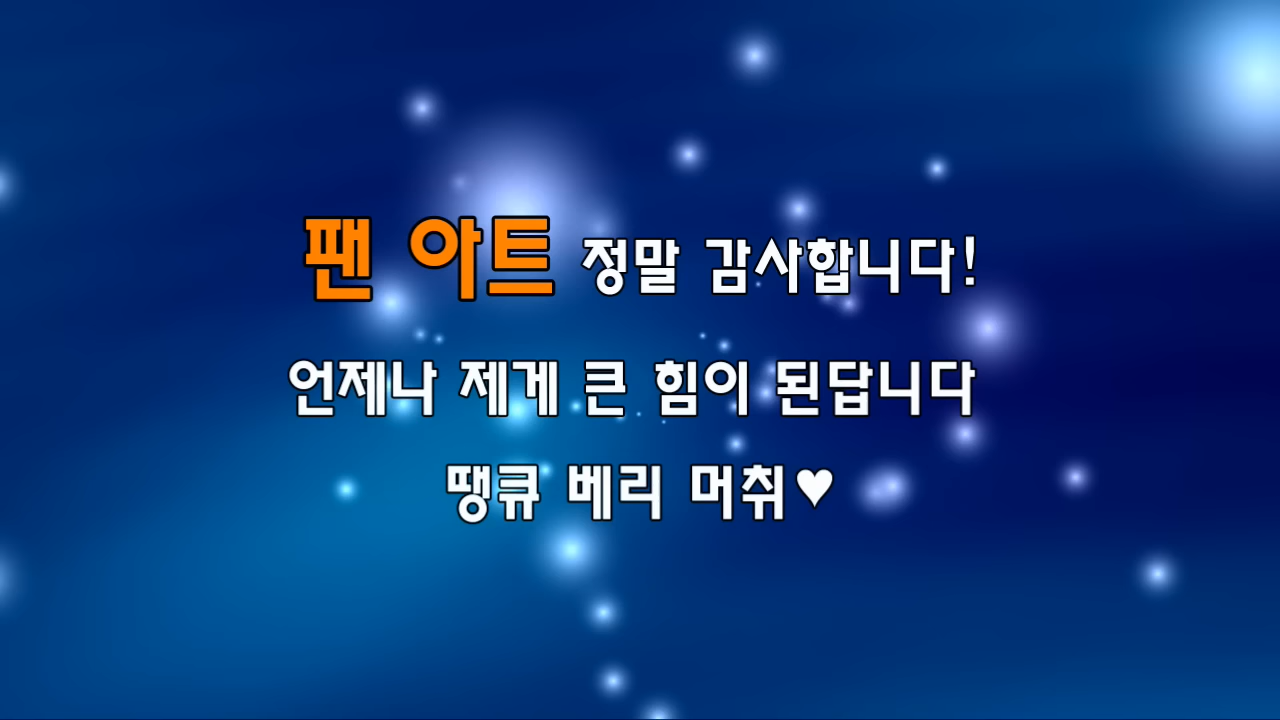 팬 아트 정말 감사합니다!
언제나 제게 큰 힘이 된답니다
땡큐 베리 머취♥